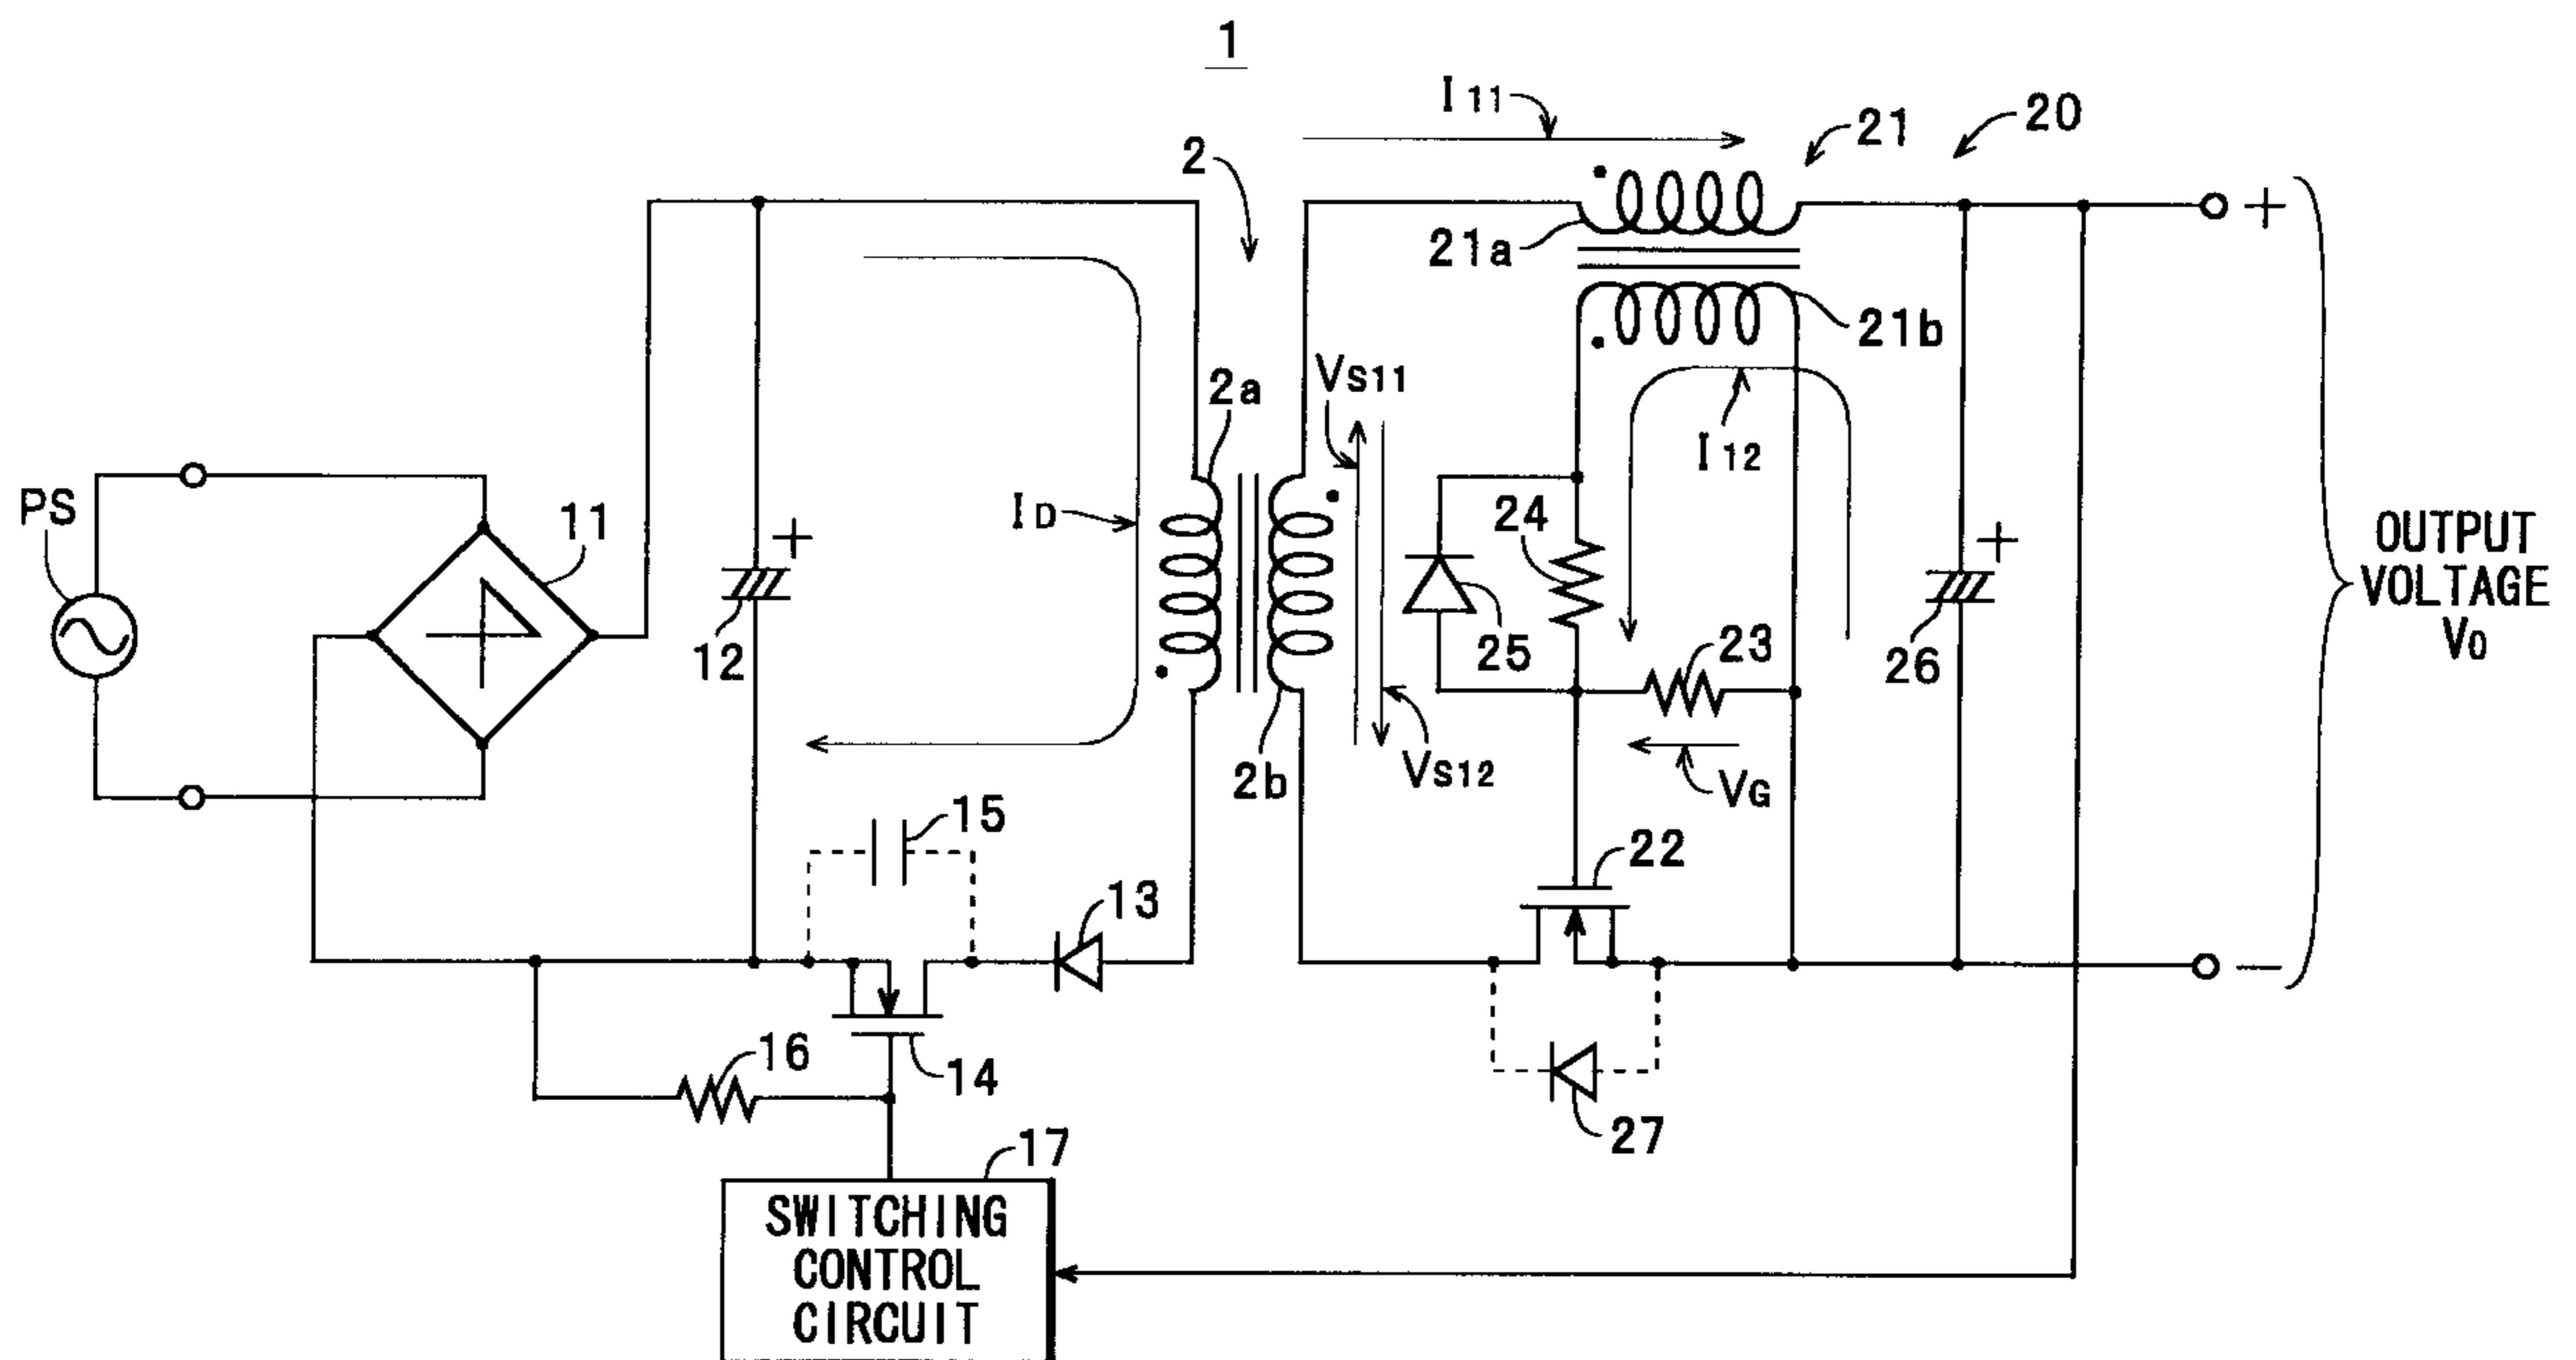 1
I11
21
20
2
+
21a
21b
VS11
2a
I12
PS
11
ID
+
24
+
OUTPUT
VOLTAGE
V0
12
25
23
26
2b
VS12
VG
15
22
13
−
16
14
27
17
SWITCHING
CONTROL
CIRCUIT